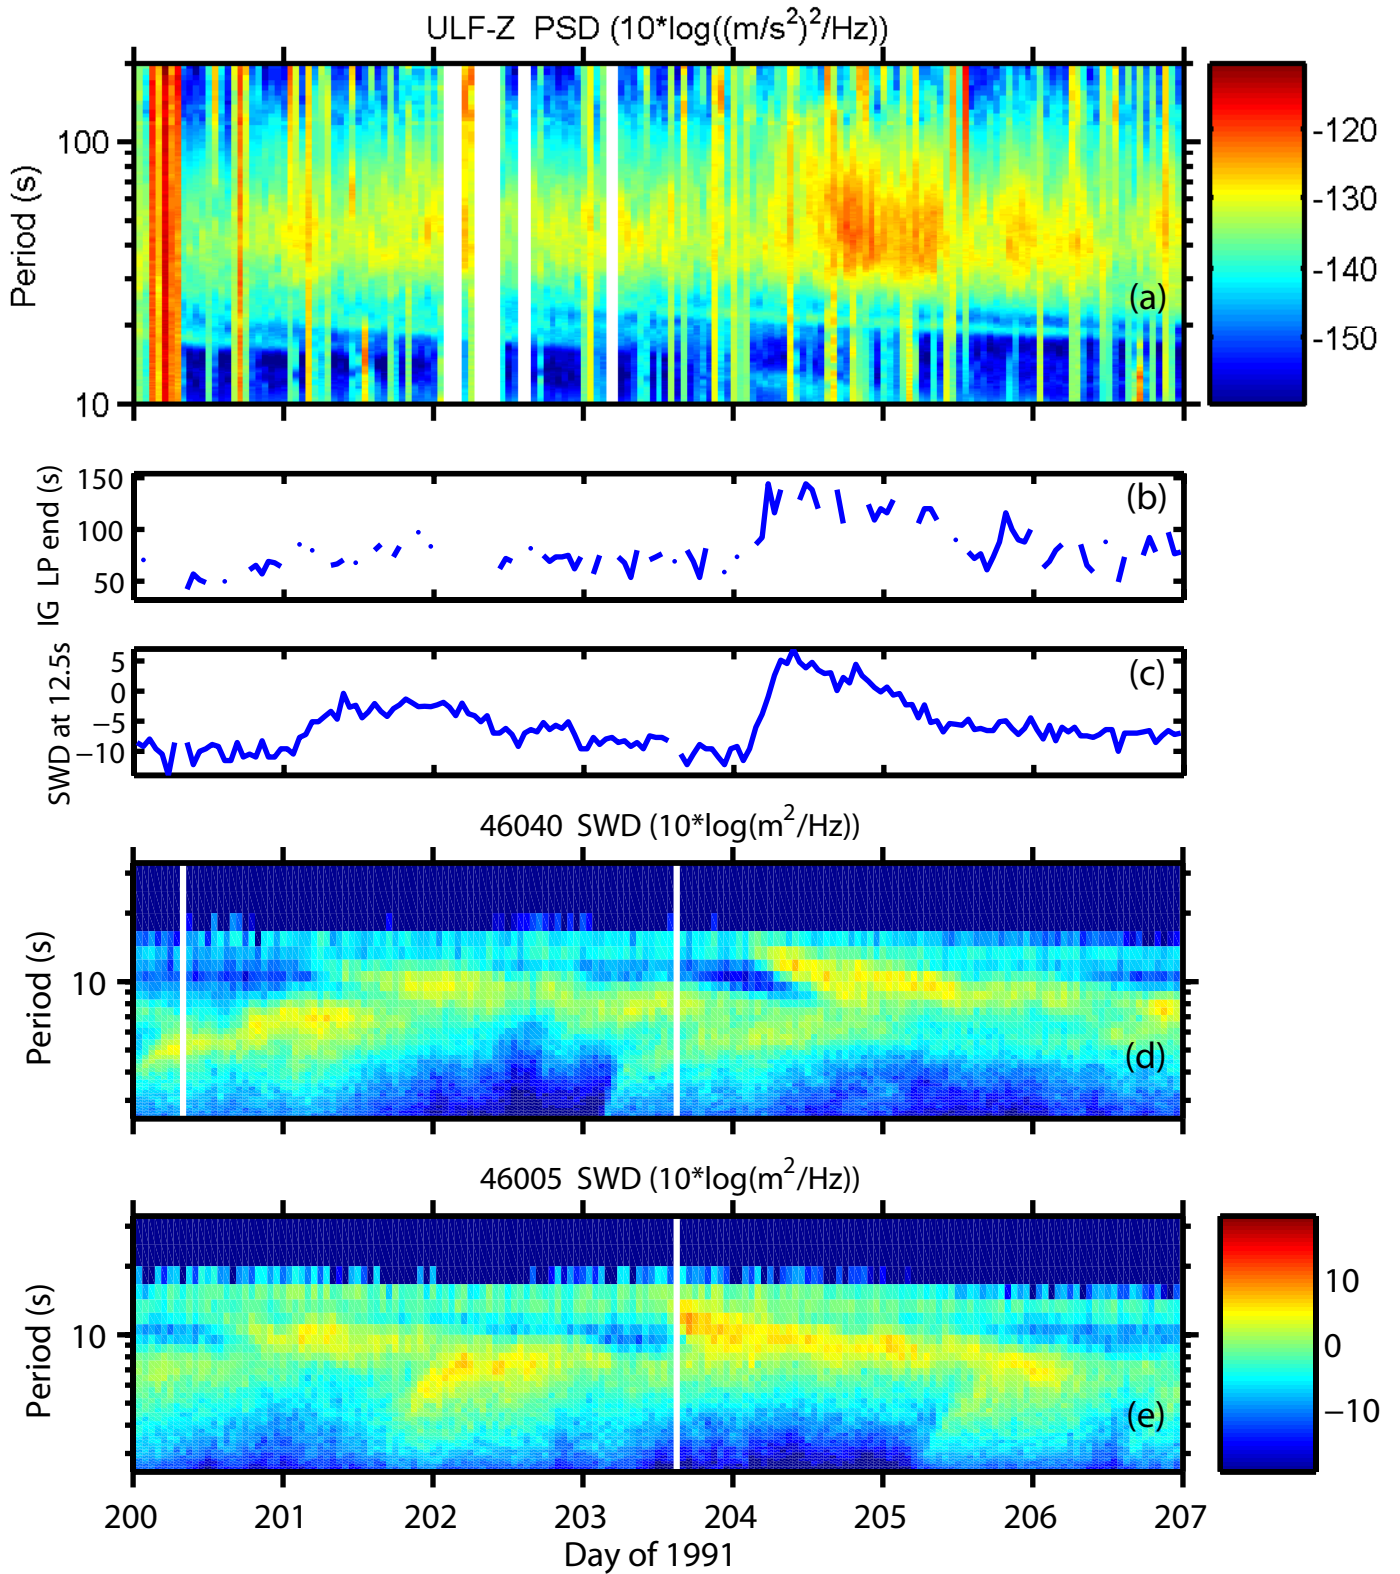 ULF-Z PSD (10*log((m/s²)²/Hz))
Period (s)
100
10
(a)
-120
-130
-140
-150
IG LP end (s)
150
100
50
(b)
SWD at 12.5s
5
0
−5
−10
(c)
46040 SWD (10*log(m²/Hz))
Period (s)
10
(d)
46005 SWD (10*log(m²/Hz))
Period (s)
10
(e)
10
0
−10
200 201 202 203 204 205 206 207
Day of 1991